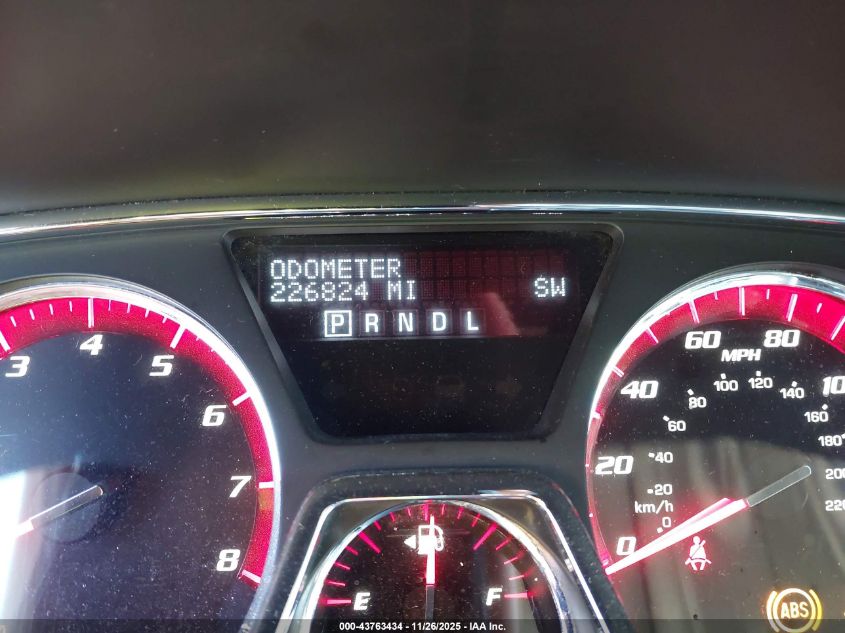 ODOMETER
226824 MI SW
P R N D L
3 4 5 6 7 8
20 40 60 80
MPH
0 20 40 60 80 100 120 140 160 180 200 220
km/h
0
E F
ABS
000-43763434 | 11/26/2025 - IAA Inc.